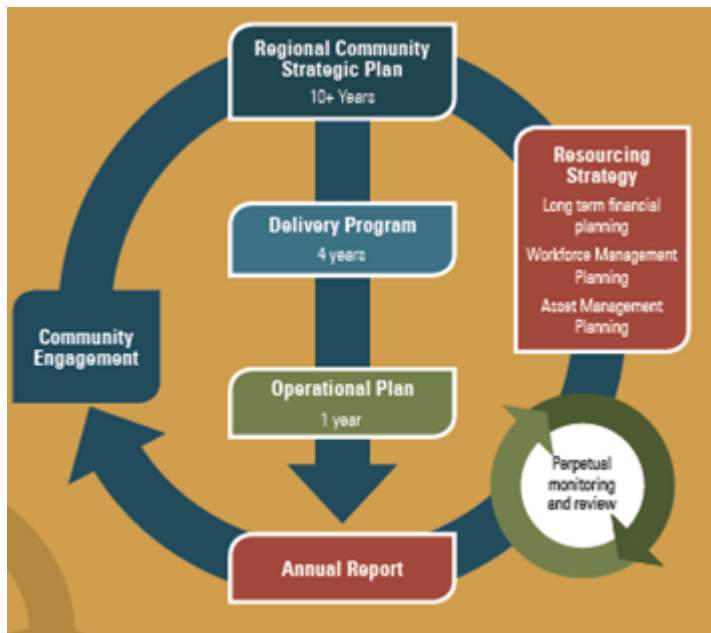 Regional Community
Strategic Plan
10+ Years
Resourcing
Strategy
Long term financial
planning
Workforce Management
Planning
Asset Management
Planning
Delivery Program
4 years
Community
Engagement
Operational Plan
1 year
Perpetual
monitoring
and review
Annual Report